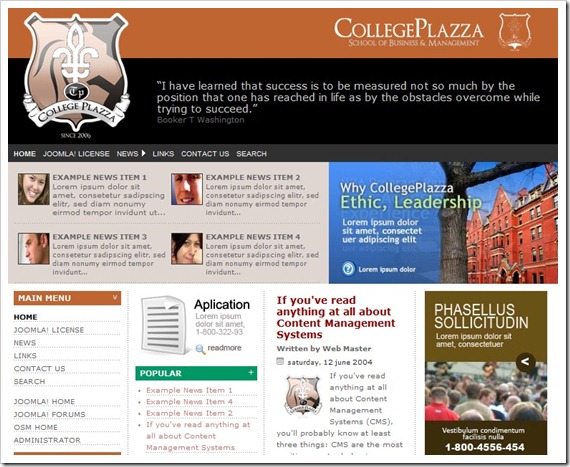 COLLEGEPLAZZA
SCHOOL OF BUSINESS & MANAGEMENT
Tp
COLLEGE PLAZZA
SINCE 2006
“I have learned that success is to be measured not so much by the
position that one has reached in life as by the obstacles overcome while
trying to succeed.”
Booker T Washington
HOME JOOMLA! LICENSE NEWS LINKS CONTACT US SEARCH
EXAMPLE NEWS ITEM 1
Lorem ipsum dolor sit
amet, consetetur sadipscing
elitr, sed diam nonumy
eirmod tempor invidunt ut...
EXAMPLE NEWS ITEM 2
Lorem ipsum dolor sit amet,
consetetur sadipscing elitr, sed
diam nonumy eirmod tempor
invidunt...
EXAMPLE NEWS ITEM 3
Lorem ipsum dolor sit amet,
consetetur sadipscing elitr, sed
diam nonumy eirmod tempor
invidunt...
EXAMPLE NEWS ITEM 4
Lorem ipsum dolor sit amet,
consetetur sadipscing elitr, sed
diam nonumy eirmod tempor
invidunt...
Why CollegePlazza
Ethic, Leadership
Experience
Lorem ipsum dolor
sit amet, consectet
uer adipiscing elit
Lorem ipsum dolor
MAIN MENU
HOME
JOOMLA! LICENSE
NEWS
LINKS
CONTACT US
SEARCH
JOOMLA! HOME
JOOMLA! FORUMS
OSM HOME
ADMINISTRATOR
Aplication
Lorem ipsum
dolor sit amet,
1-800-322-93
readmore
POPULAR +
Example News Item 1
Example News Item 4
Example News Item 2
If you've read
anything at all about
Content Management
Systems
If you've read
anything at all about
Content Management
Systems
Written by Web Master
saturday, 12 june 2004
If you've read
anything at all about
Content
Management
Systems (CMS),
you'll probably know at least
three things: CMS are the most
PHASELLUS
SOLLICITUDIN
Lorem ipsum dolor sit
amet, consectetuer
<
Vestibulum condimentum
facilisis nulla
1-800-4556-454